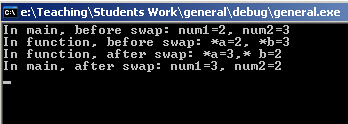 e:\Teaching\Students Work\general\debug\general.exe
In main, before swap: num1=2, num2=3
In function, before swap: *a=2, *b=3
In function, after swap: *a=3,* b=2
In main, after swap: num1=3, num2=2